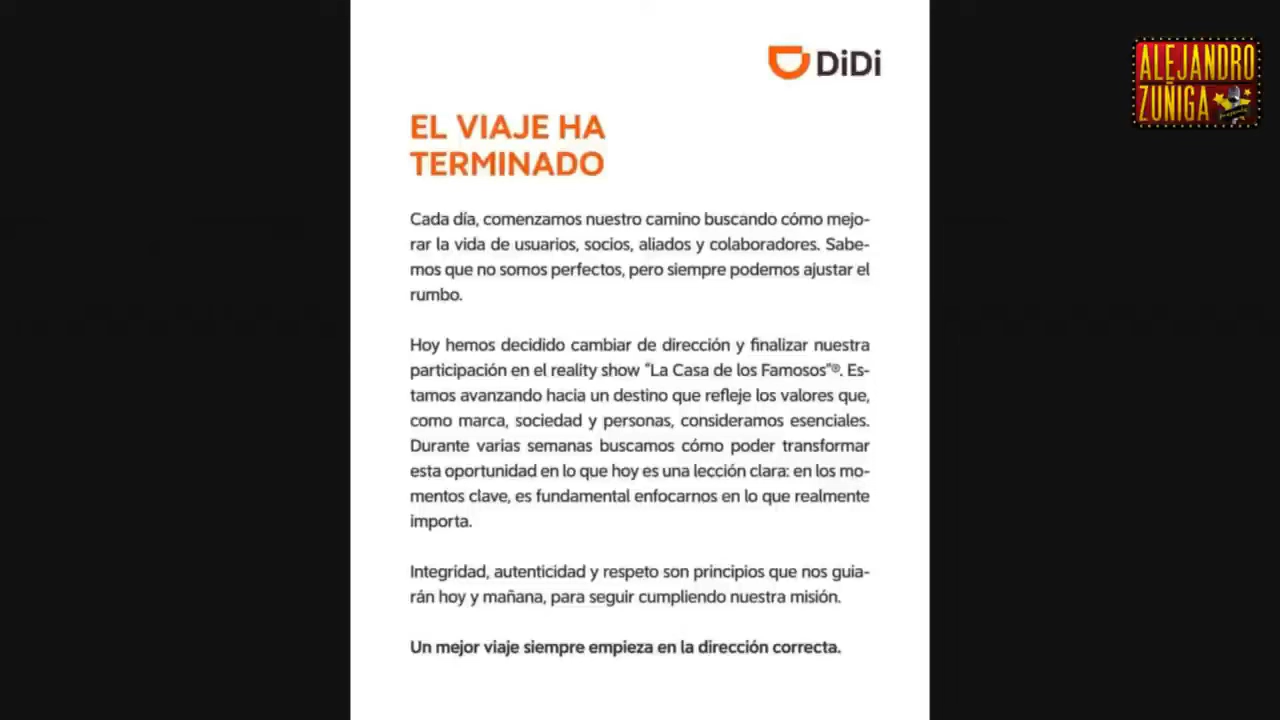 DiDi
ALEJANDRO
ZUÑIGA
EL VIAJE HA
TERMINADO
Cada día, comenzamos nuestro camino buscando cómo mejo-
rar la vida de usuarios, socios, aliados y colaboradores. Sabe-
mos que no somos perfectos, pero siempre podemos ajustar el
rumbo.
Hoy hemos decidido cambiar de dirección y finalizar nuestra
participación en el reality show “La Casa de los Famosos”®. Es-
tamos avanzando hacia un destino que refleje los valores que,
como marca, sociedad y personas, consideramos esenciales.
Durante varias semanas buscamos cómo poder transformar
esta oportunidad en lo que hoy es una lección clara: en los mo-
mentos clave, es fundamental enfocarnos en lo que realmente
importa.
Integridad, autenticidad y respeto son principios que nos guia-
rán hoy y mañana, para seguir cumpliendo nuestra misión.
Un mejor viaje siempre empieza en la dirección correcta.